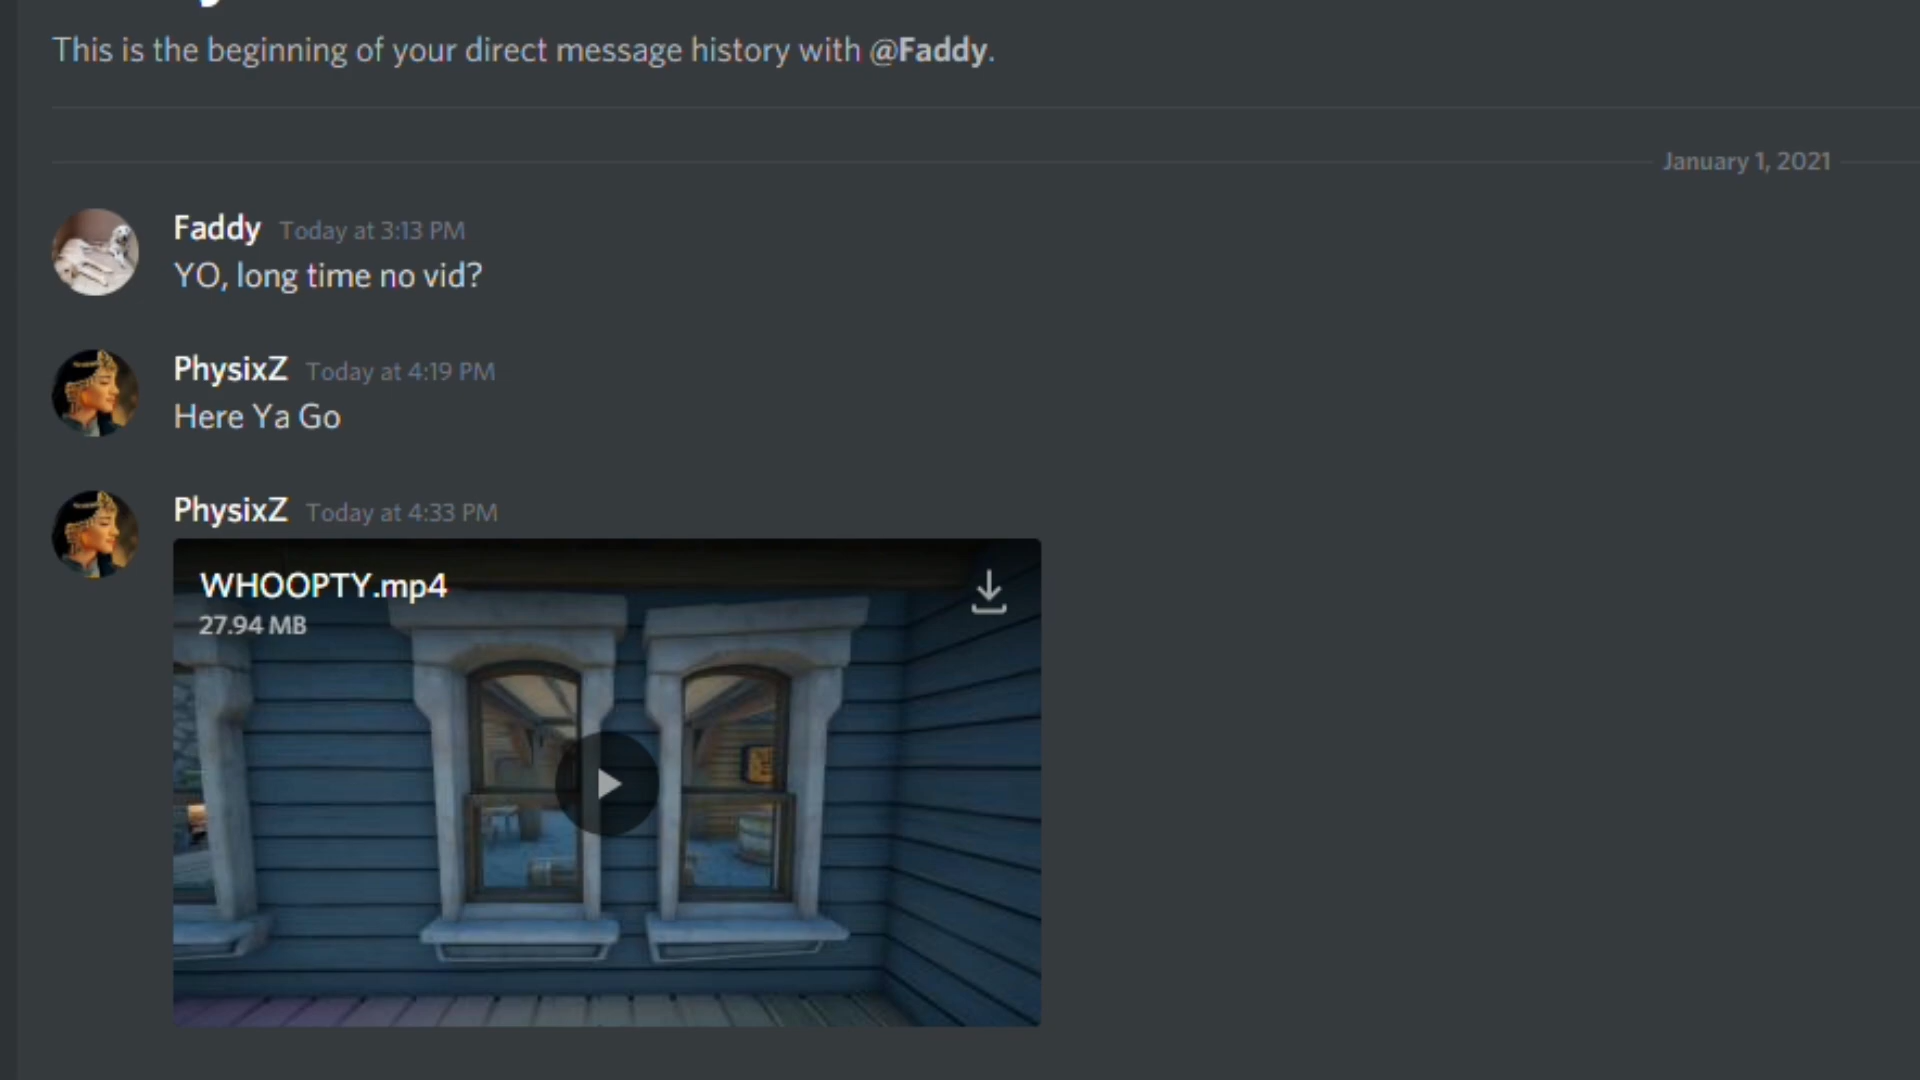 This is the beginning of your direct message history with @Faddy.
January 1, 2021
Faddy Today at 3:13 PM
YO, long time no vid?
PhysixZ Today at 4:19 PM
Here Ya Go
PhysixZ Today at 4:33 PM
WHOOPTY.mp4
27.94 MB